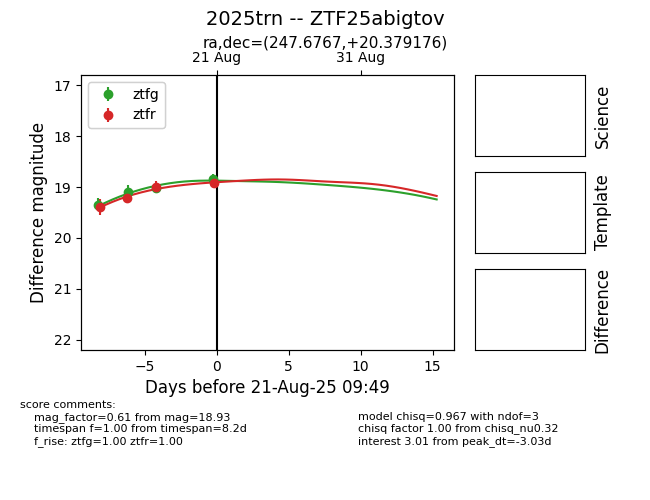 2025trn -- ZTF25abigtov
ra,dec=(247.6767,+20.379176)
21 Aug
31 Aug
ztfg
ztfr
17
18
19
20
21
22
Difference magnitude
−5
0
5
10
15
Days before 21-Aug-25 09:49
Science
Template
Difference
score comments:
mag_factor=0.61 from mag=18.93
timespan f=1.00 from timespan=8.2d
f_rise: ztfg=1.00 ztfr=1.00
model chisq=0.967 with ndof=3
chisq factor 1.00 from chisq_nu0.32
interest 3.01 from peak_dt=-3.03d